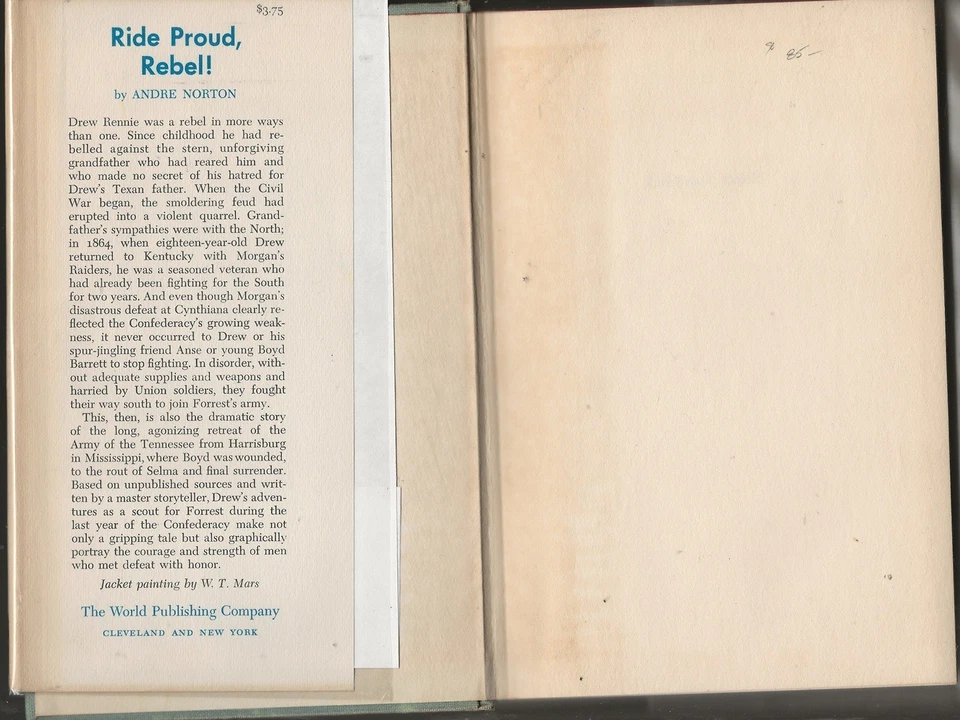 $3.75
Ride Proud,
Rebel!
by ANDRE NORTON
Drew Rennie was a rebel in more ways
than one. Since childhood he had re-
belled against the stern, unforgiving
grandfather who had reared him and
who made no secret of his hatred for
Drew's Texan father. When the Civil
War began, the smoldering feud had
erupted into a violent quarrel. Grand-
father's sympathies were with the North;
in 1864, when eighteen-year-old Drew
returned to Kentucky with Morgan's
Raiders, he was a seasoned veteran who
had already been fighting for the South
for two years. And even though Morgan's
disastrous defeat at Cynthiana clearly re-
flected the Confederacy's growing weak-
ness, it never occurred to Drew or his
spur-jingling friend Anse or young Boyd
Barrett to stop fighting. In disorder, with-
out adequate supplies and weapons and
harried by Union soldiers, they fought
their way south to join Forrest's army.
This, then, is also the dramatic story
of the long, agonizing retreat of the
Army of the Tennessee from Harrisburg
in Mississippi, where Boyd was wounded,
to the rout of Selma and final surrender.
Based on unpublished sources and writ-
ten by a master storyteller, Drew's adven-
tures as a scout for Forrest during the
last year of the Confederacy make not
only a gripping tale but also graphically
portray the courage and strength of men
who met defeat with honor.
Jacket painting by W. T. Mars
The World Publishing Company
CLEVELAND AND NEW YORK
85-